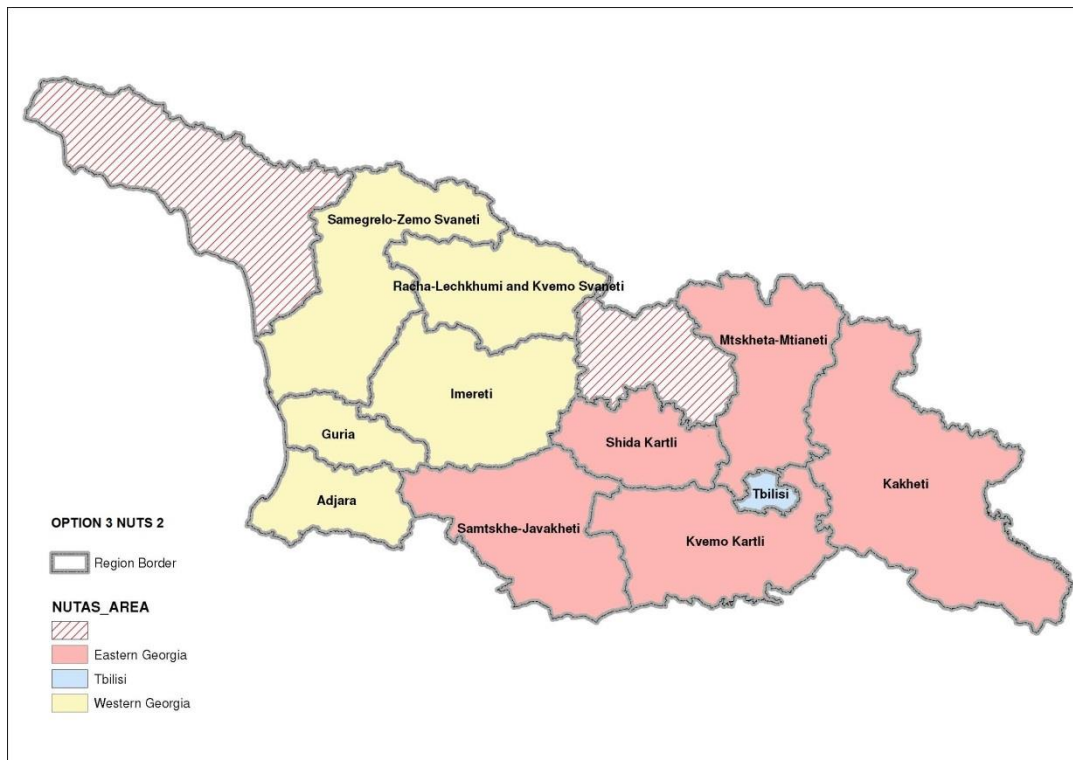 Samegrelo-Zemo Svaneti
Racha-Lechkhumi and Kvemo Svaneti
Mtskheta-Mtianeti
Imereti
Guria
Shida Kartli
Kakheti
Adjara
Tbilisi
Samtskhe-Javakheti
Kvemo Kartli
OPTION 3 NUTS 2
Region Border
NUTAS_AREA
Eastern Georgia
Tbilisi
Western Georgia